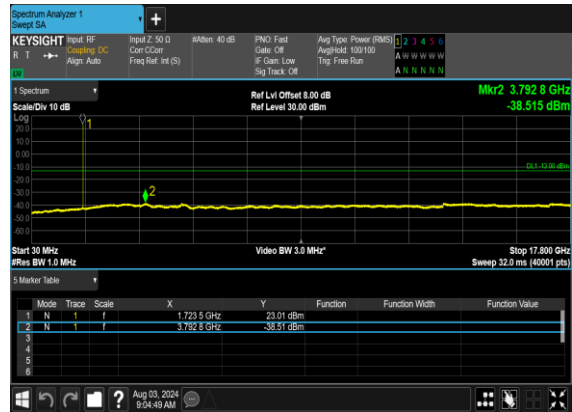 Spectrum Analyzer 1
Swept SA
KEYSIGHT Input: RF Input Z: 50 Ω #Atten: 40 dB PNO: Fast Avg Type: Power (RMS) 1 2 3 4 5 6
R T Coupling: DC Corr CCorr Gate: Off Avg|Hold: 100/100 A W W W W W
Align: Auto Freq Ref: Int (S) IF Gain: Low Trig: Free Run
Sig Track: Off A N N N N N
1 Spectrum
Ref Lvl Offset 8.00 dB Mkr2 3.792 8 GHz
Scale/Div 10 dB Ref Level 30.00 dBm -38.515 dBm
Log
1
20.0
10.0
0.00
-10.0
DL1 -13.00 dBm
-20.0
-30.0
2
-40.0
-50.0
-60.0
Start 30 MHz Video BW 3.0 MHz* Stop 17.800 GHz
#Res BW 1.0 MHz Sweep 32.0 ms (40001 pts)
5 Marker Table
Mode Trace Scale X Y Function Function Width Function Value
1 N 1 f 1.723 5 GHz 23.01 dBm
2 N 1 f 3.792 8 GHz -38.51 dBm
3
4
5
6
Aug 03, 2024
9:04:49 AM